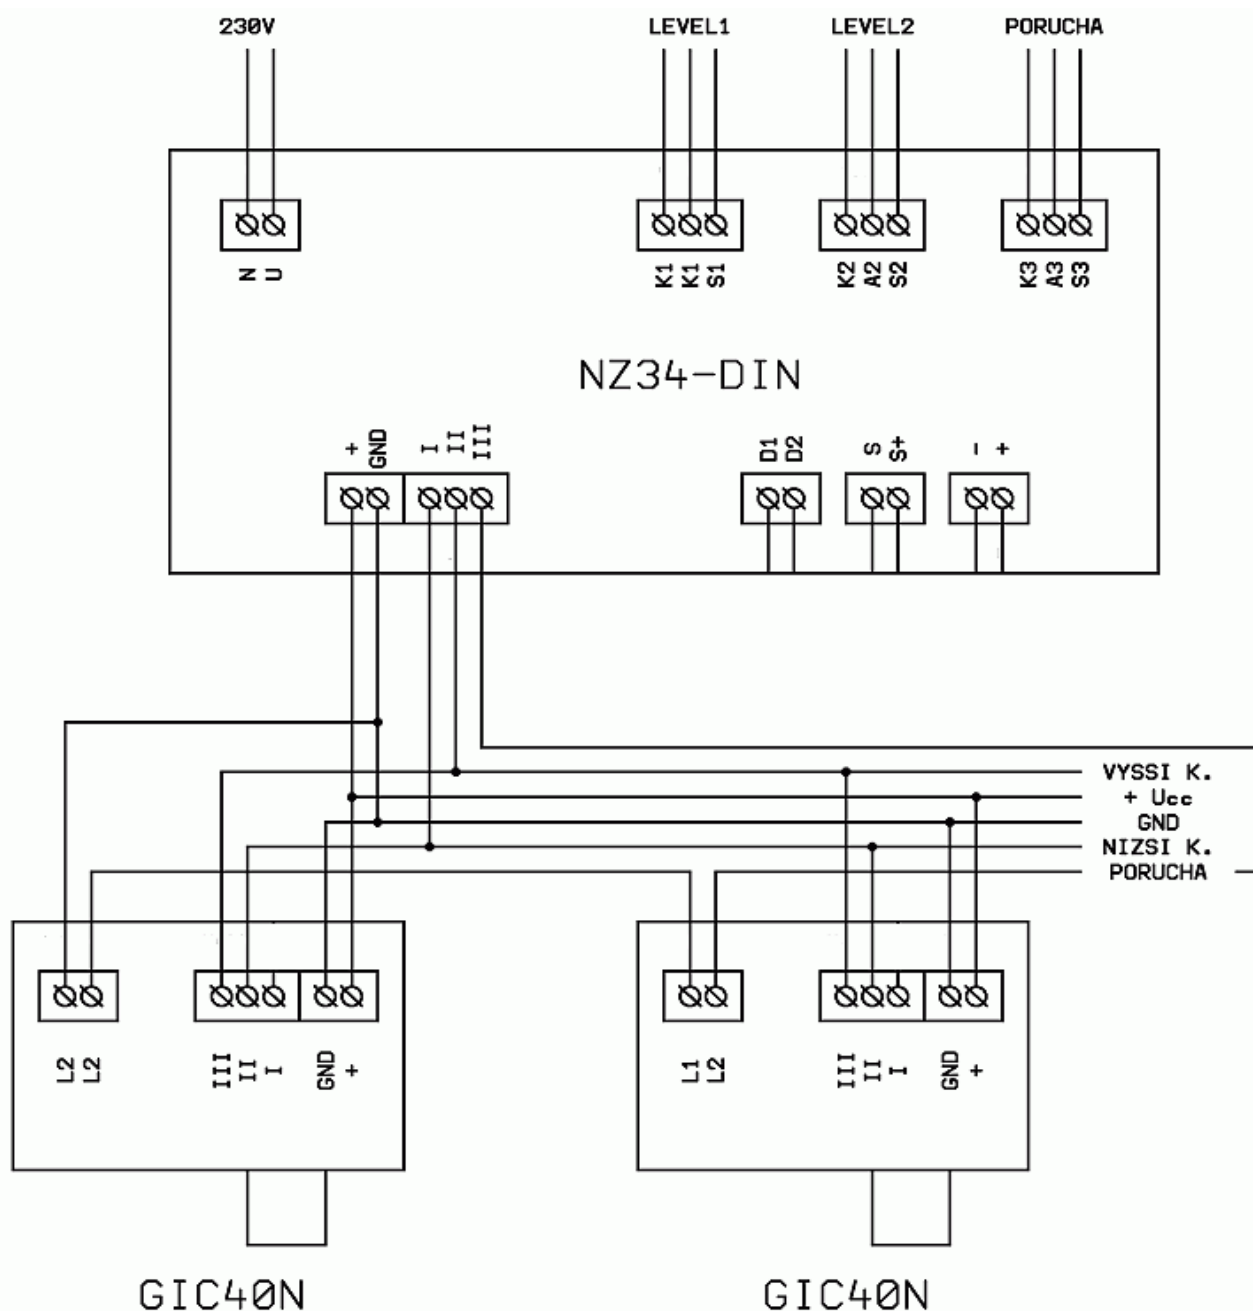 230V LEVEL1 LEVEL2 PORUCHA
N U K1 K1 S1 K2 A2 S2 K3 A3 S3
NZ34-DIN
+ GND I II III D1 D2 S S+ - +
VYSSI K.
+ Ucc
GND
NIZSI K.
PORUCHA
L2 L2 III II I GND + L1 L2 III II I GND +
GIC40N GIC40N